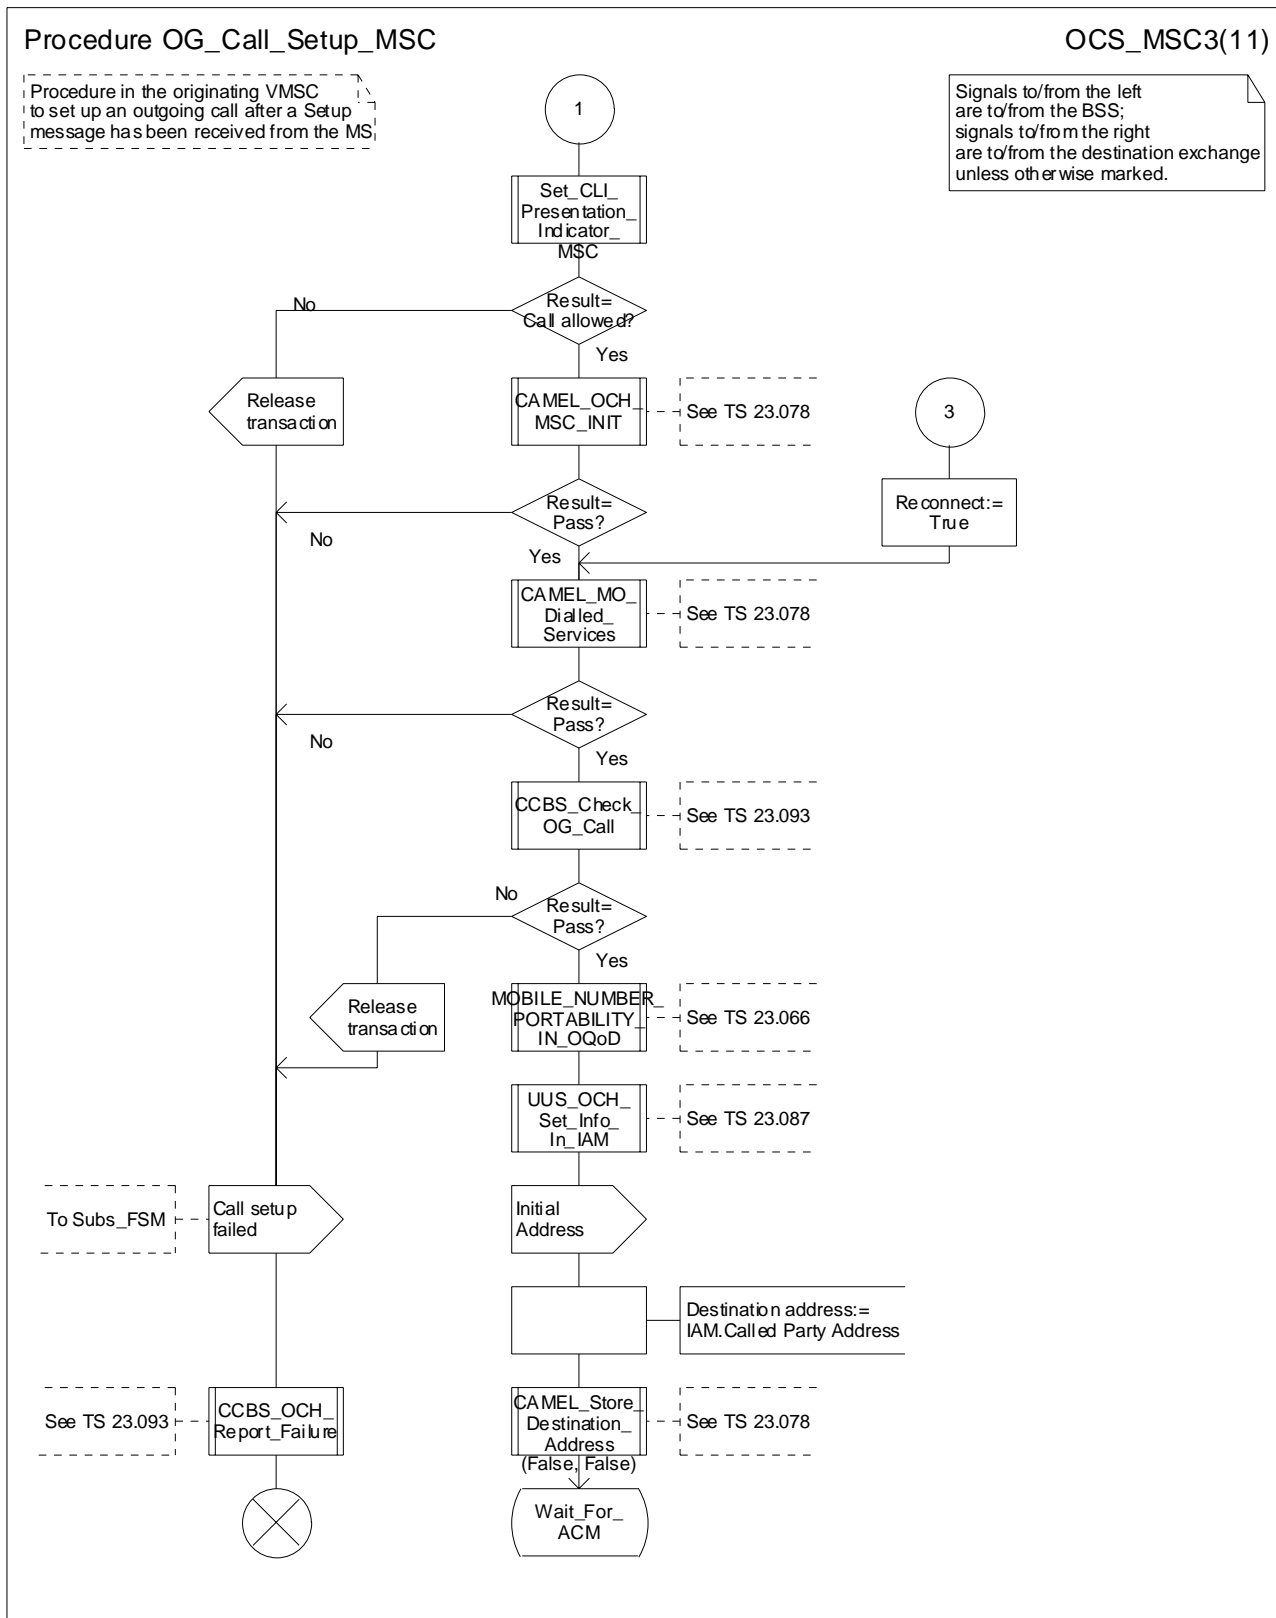 Procedure OG_Call_Setup_MSC
OCS_MSC3(11)
Procedure in the originating VMSC
to set up an outgoing call after a Setup
message has been received from the MS
Signals to/from the left
are to/from the BSS;
signals to/from the right
are to/from the destination exchange
unless otherwise marked.
1
Set_CLI_
Presentation_
Indicator_
MSC
No
Result=
Call allowed?
Yes
Release
transaction
CAMEL_OCH_
MSC_INIT
See TS 23.078
3
Result=
Pass?
No
Yes
Reconnect:=
True
CAMEL_MO_
Dialled_
Services
See TS 23.078
Result=
Pass?
No
Yes
CCBS_Check_
OG_Call
See TS 23.093
No
Result=
Pass?
Yes
Release
transaction
MOBILE_NUMBER_
PORTABILITY_
IN_OQoD
See TS 23.066
UUS_OCH_
Set_Info_
In_IAM
See TS 23.087
To Subs_FSM
Call setup
failed
Initial
Address
Destination address:=
IAM.Called Party Address
See TS 23.093
CCBS_OCH_
Report_Failure
CAMEL_Store_
Destination_
Address
(False, False)
See TS 23.078
Wait_For_
ACM